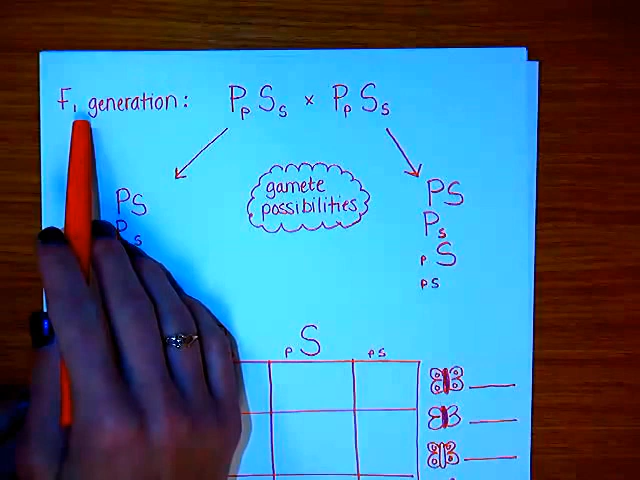 F1 generation: PpSs × PpSs
gamete possibilities
PS
Ps
PS
Ps
pS
ps
pS ps